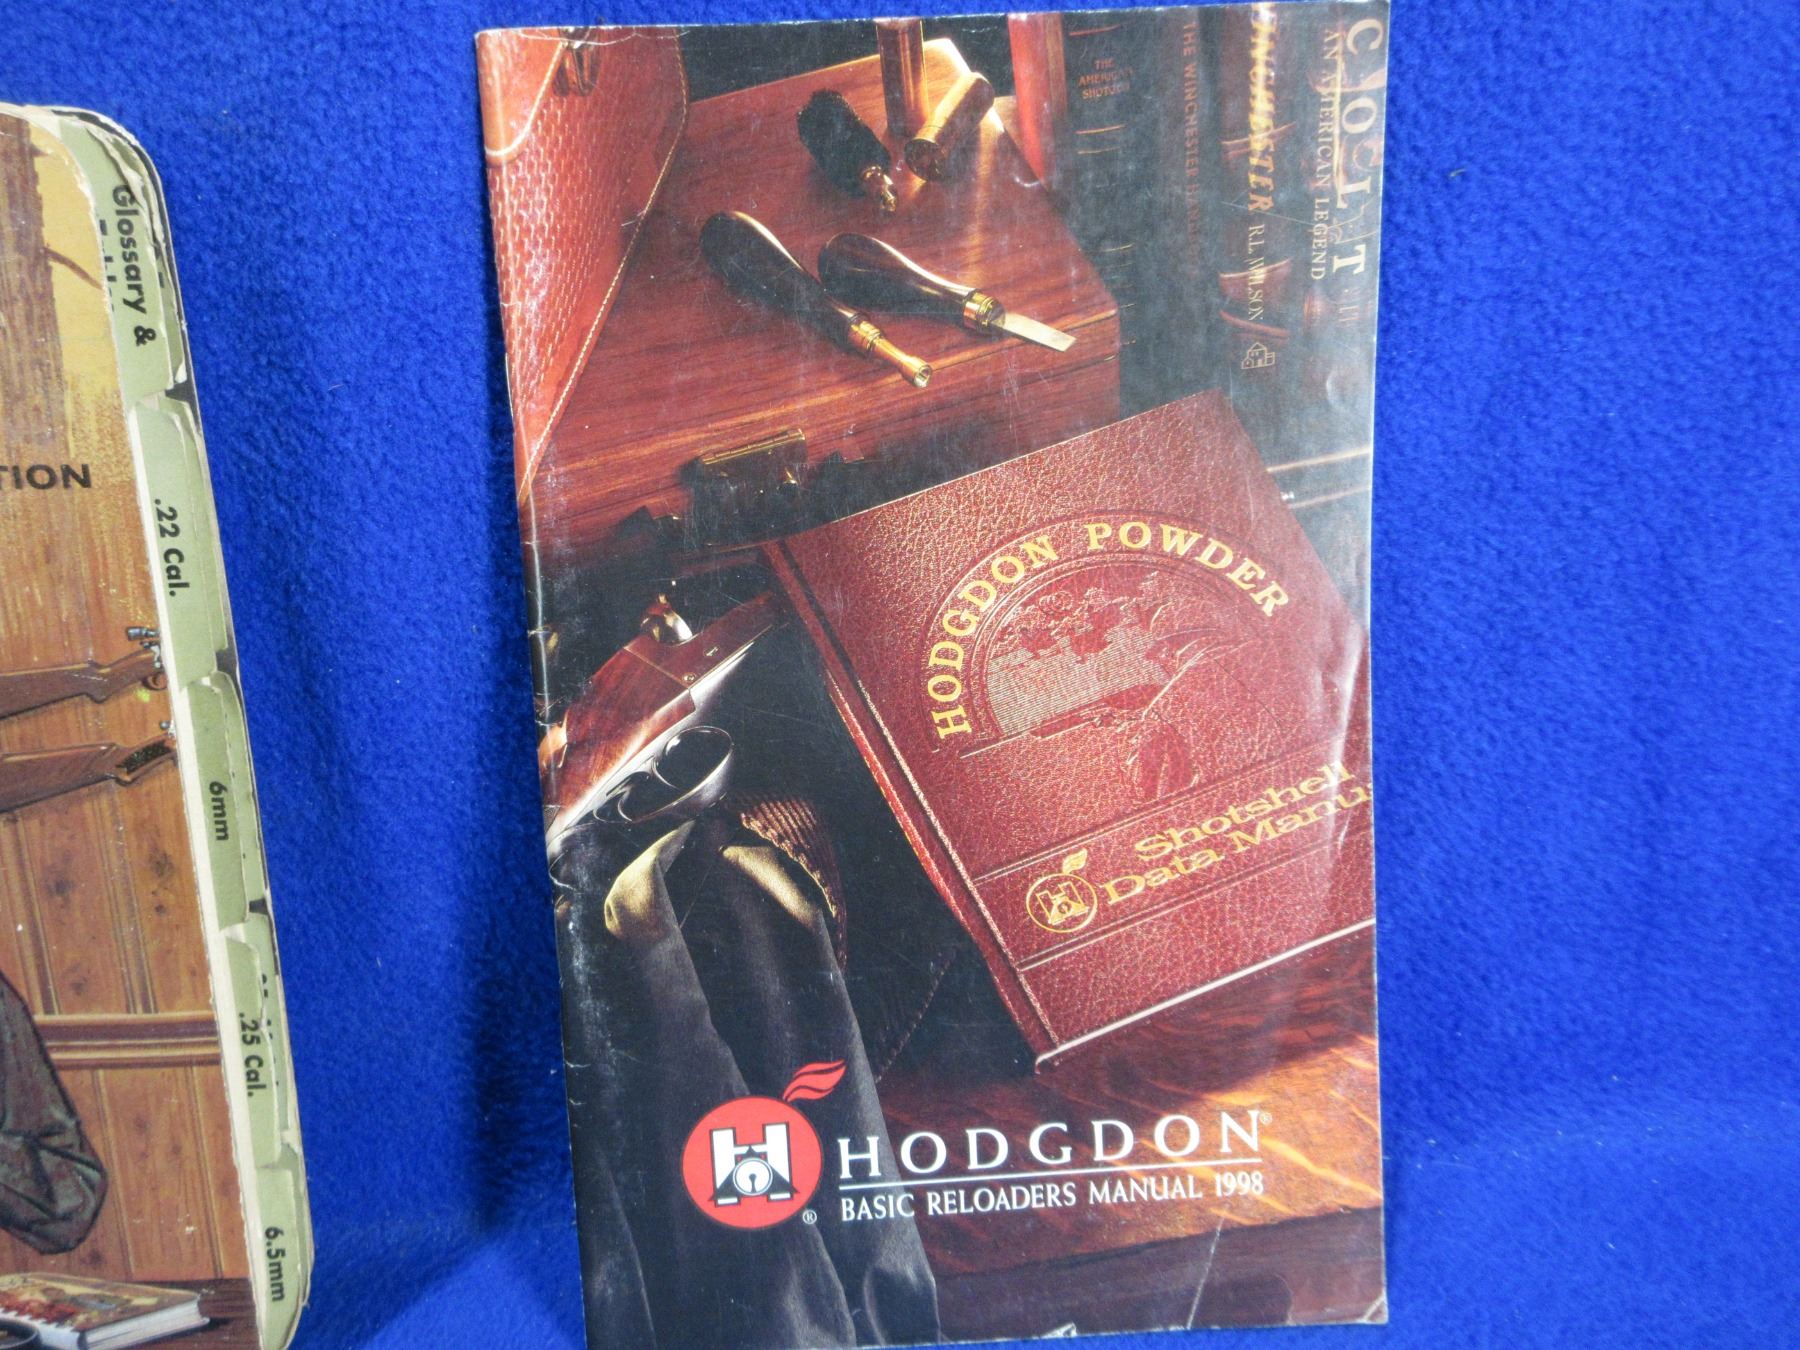 Glossary &
TION
.22 Cal.
6mm
.25 Cal.
6.5mm
THE
AMERICAN
SHOTGUN
THE WINCHESTER
R.L. WILSON
COLT
AN AMERICAN LEGEND
HODGDON POWDER
Shotshell
Data Manu
H
HODGDON®
BASIC RELOADERS MANUAL 1998
®